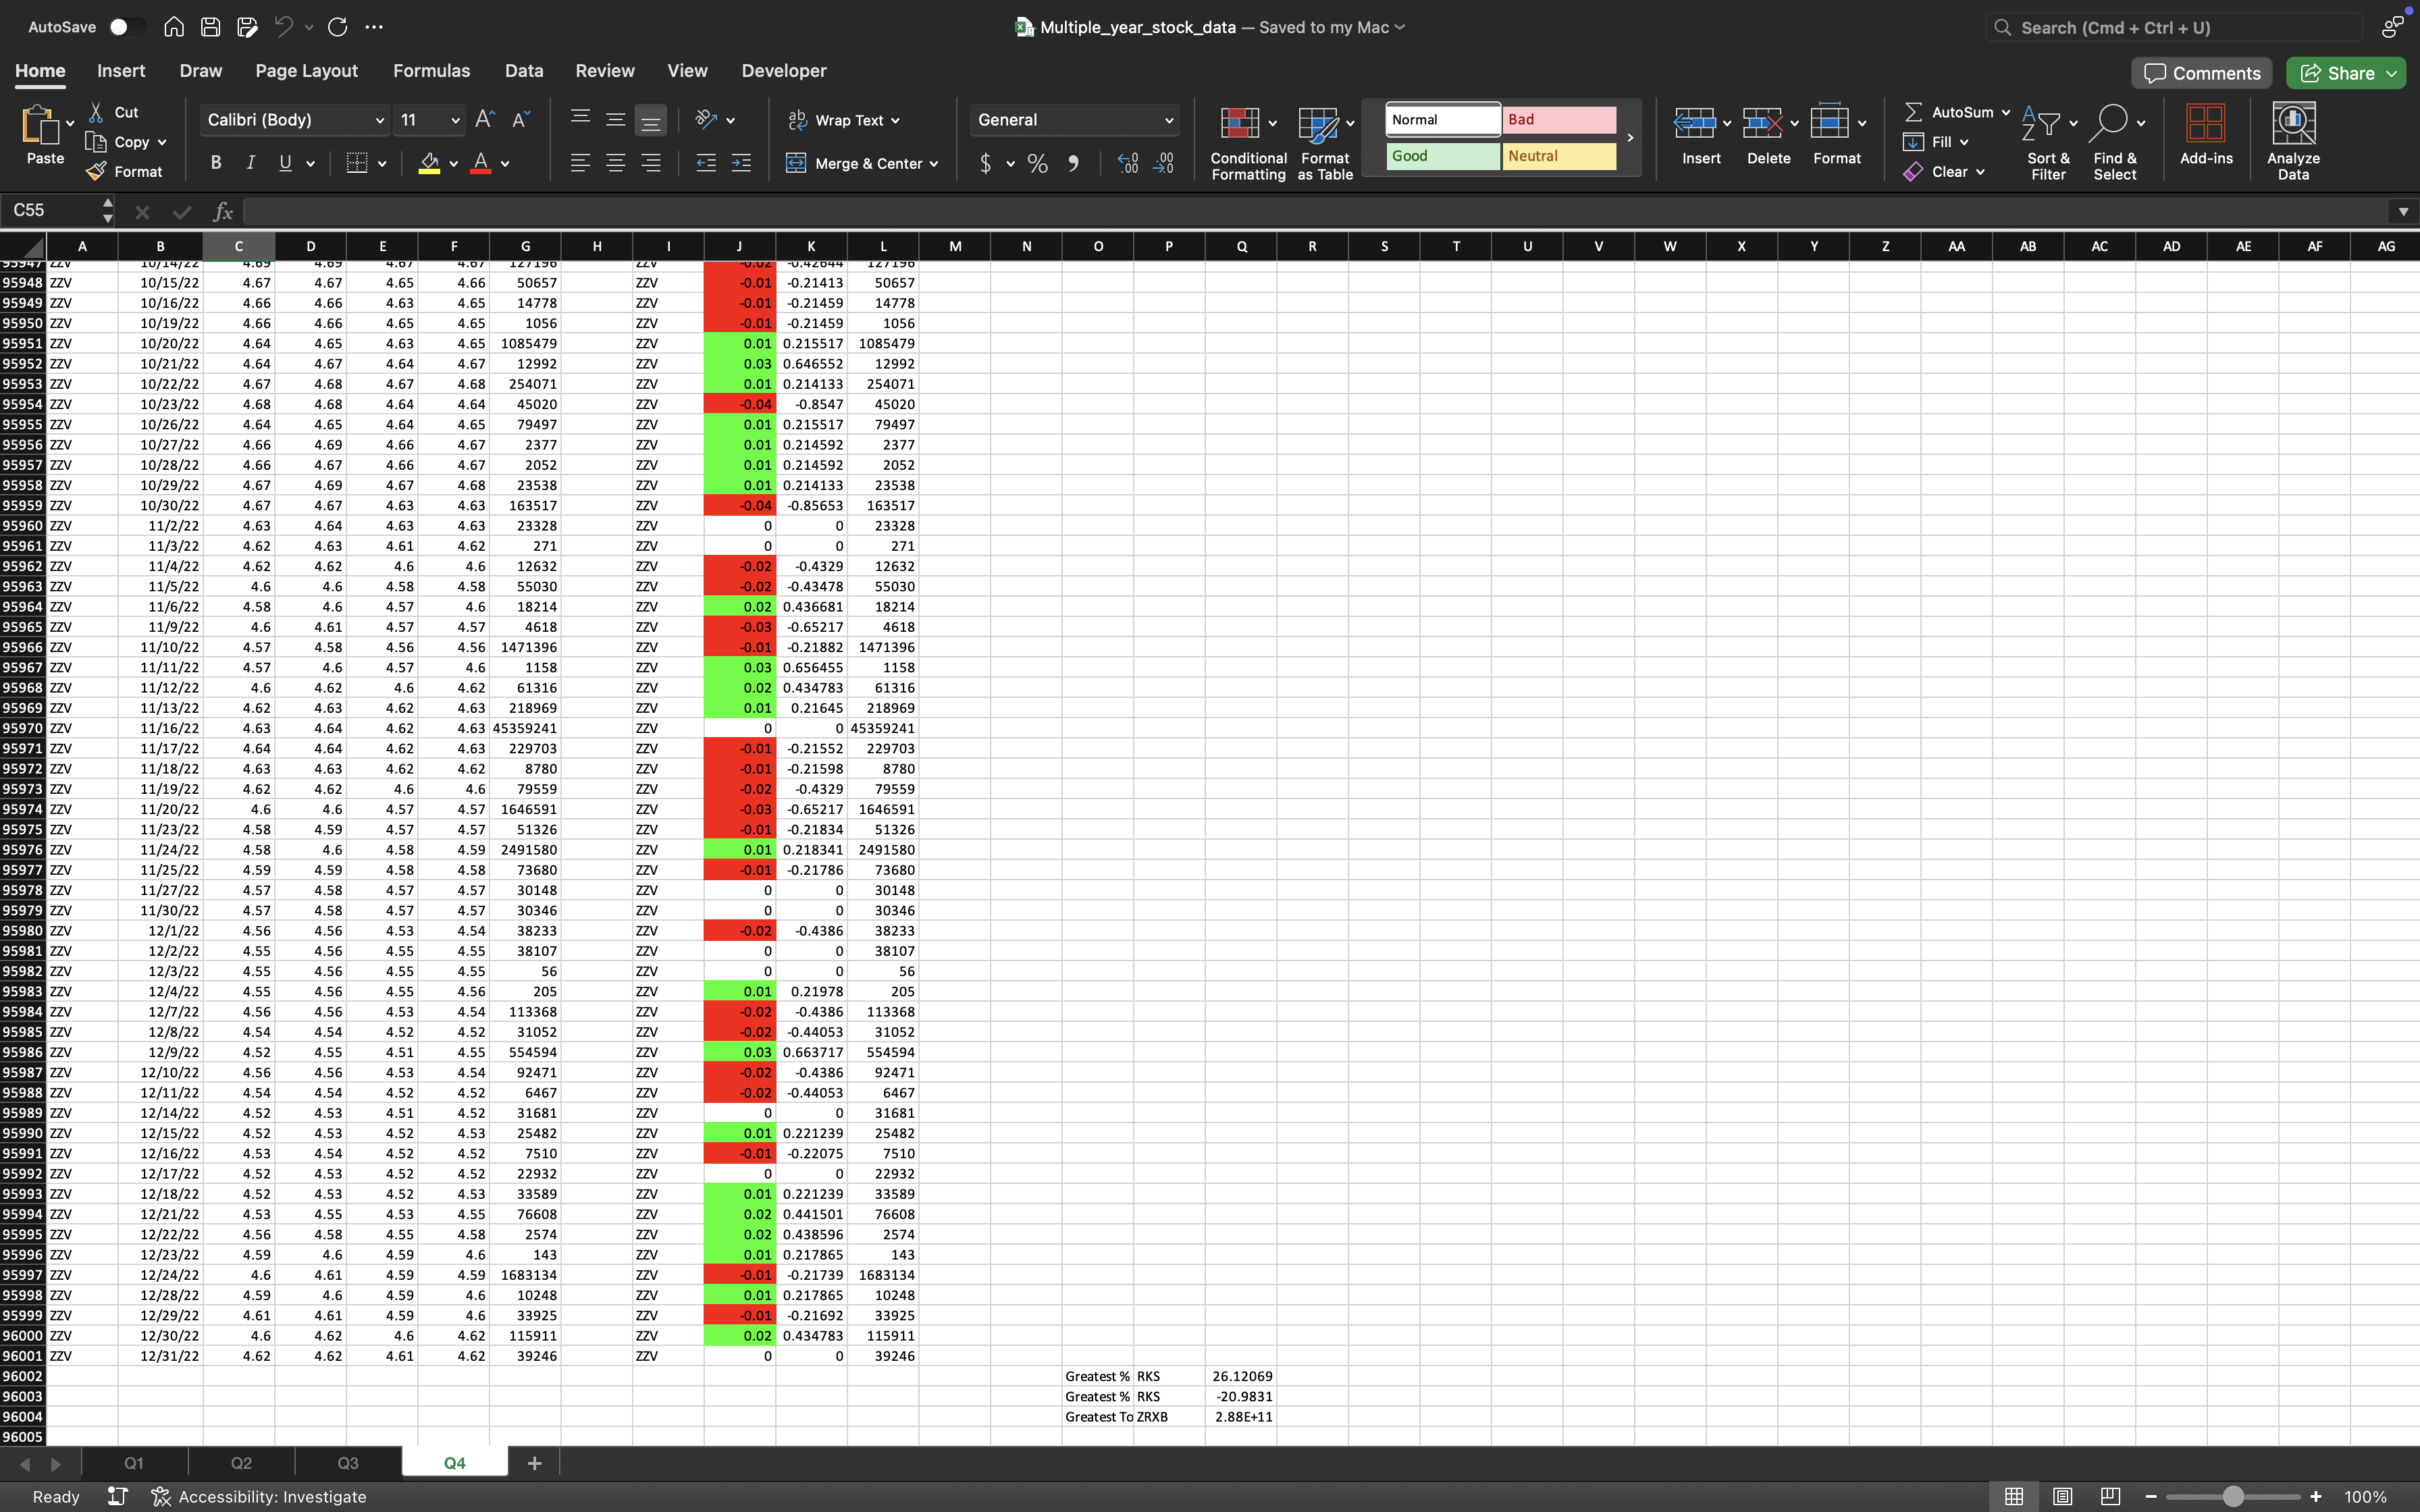 AutoSave
Multiple_year_stock_data — Saved to my Mac
Search (Cmd + Ctrl + U)
Home Insert Draw Page Layout Formulas Data Review View Developer
Comments Share
Paste Cut Copy Format
Calibri (Body) 11
B I U
Wrap Text
Merge & Center
General
$ % 9
Conditional Formatting
Format as Table
Normal Bad
Good Neutral
Insert Delete Format
AutoSum
Fill
Clear
Sort & Filter
Find & Select
Add-ins
Analyze Data
C55 fx
A B C D E F G H I J K L M N O P Q R S T U V W X Y Z AA AB AC AD AE AF AG
95947 ZZV 10/14/22 4.69 4.69 4.67 4.67 127196 ZZV -0.02 -0.42644 127196
95948 ZZV 10/15/22 4.67 4.67 4.65 4.66 50657 ZZV -0.01 -0.21413 50657
95949 ZZV 10/16/22 4.66 4.66 4.63 4.65 14778 ZZV -0.01 -0.21459 14778
95950 ZZV 10/19/22 4.66 4.66 4.65 4.65 1056 ZZV -0.01 -0.21459 1056
95951 ZZV 10/20/22 4.64 4.65 4.63 4.65 1085479 ZZV 0.01 0.215517 1085479
95952 ZZV 10/21/22 4.64 4.67 4.64 4.67 12992 ZZV 0.03 0.646552 12992
95953 ZZV 10/22/22 4.67 4.68 4.67 4.68 254071 ZZV 0.01 0.214133 254071
95954 ZZV 10/23/22 4.68 4.68 4.64 4.64 45020 ZZV -0.04 -0.8547 45020
95955 ZZV 10/26/22 4.64 4.65 4.64 4.65 79497 ZZV 0.01 0.215517 79497
95956 ZZV 10/27/22 4.66 4.69 4.66 4.67 2377 ZZV 0.01 0.214592 2377
95957 ZZV 10/28/22 4.66 4.67 4.66 4.67 2052 ZZV 0.01 0.214592 2052
95958 ZZV 10/29/22 4.67 4.69 4.67 4.68 23538 ZZV 0.01 0.214133 23538
95959 ZZV 10/30/22 4.67 4.67 4.63 4.63 163517 ZZV -0.04 -0.85653 163517
95960 ZZV 11/2/22 4.63 4.64 4.63 4.63 23328 ZZV 0 0 23328
95961 ZZV 11/3/22 4.62 4.63 4.61 4.62 271 ZZV 0 0 271
95962 ZZV 11/4/22 4.62 4.62 4.6 4.6 12632 ZZV -0.02 -0.4329 12632
95963 ZZV 11/5/22 4.6 4.6 4.58 4.58 55030 ZZV -0.02 -0.43478 55030
95964 ZZV 11/6/22 4.58 4.6 4.57 4.6 18214 ZZV 0.02 0.436681 18214
95965 ZZV 11/9/22 4.6 4.61 4.57 4.57 4618 ZZV -0.03 -0.65217 4618
95966 ZZV 11/10/22 4.57 4.58 4.56 4.56 1471396 ZZV -0.01 -0.21882 1471396
95967 ZZV 11/11/22 4.57 4.6 4.57 4.6 1158 ZZV 0.03 0.656455 1158
95968 ZZV 11/12/22 4.6 4.62 4.6 4.62 61316 ZZV 0.02 0.434783 61316
95969 ZZV 11/13/22 4.62 4.63 4.62 4.63 218969 ZZV 0.01 0.21645 218969
95970 ZZV 11/16/22 4.63 4.64 4.62 4.63 45359241 ZZV 0 0 45359241
95971 ZZV 11/17/22 4.64 4.64 4.62 4.63 229703 ZZV -0.01 -0.21552 229703
95972 ZZV 11/18/22 4.63 4.63 4.62 4.62 8780 ZZV -0.01 -0.21598 8780
95973 ZZV 11/19/22 4.62 4.62 4.6 4.6 79559 ZZV -0.02 -0.4329 79559
95974 ZZV 11/20/22 4.6 4.6 4.57 4.57 1646591 ZZV -0.03 -0.65217 1646591
95975 ZZV 11/23/22 4.58 4.59 4.57 4.57 51326 ZZV -0.01 -0.21834 51326
95976 ZZV 11/24/22 4.58 4.6 4.58 4.59 2491580 ZZV 0.01 0.218341 2491580
95977 ZZV 11/25/22 4.59 4.59 4.58 4.58 73680 ZZV -0.01 -0.21786 73680
95978 ZZV 11/27/22 4.57 4.58 4.57 4.57 30148 ZZV 0 0 30148
95979 ZZV 11/30/22 4.57 4.58 4.57 4.57 30346 ZZV 0 0 30346
95980 ZZV 12/1/22 4.56 4.56 4.53 4.54 38233 ZZV -0.02 -0.4386 38233
95981 ZZV 12/2/22 4.55 4.56 4.55 4.55 38107 ZZV 0 0 38107
95982 ZZV 12/3/22 4.55 4.56 4.55 4.55 56 ZZV 0 0 56
95983 ZZV 12/4/22 4.55 4.56 4.55 4.56 205 ZZV 0.01 0.21978 205
95984 ZZV 12/7/22 4.56 4.56 4.53 4.54 113368 ZZV -0.02 -0.4386 113368
95985 ZZV 12/8/22 4.54 4.54 4.52 4.52 31052 ZZV -0.02 -0.44053 31052
95986 ZZV 12/9/22 4.52 4.55 4.51 4.55 554594 ZZV 0.03 0.663717 554594
95987 ZZV 12/10/22 4.56 4.56 4.53 4.54 92471 ZZV -0.02 -0.4386 92471
95988 ZZV 12/11/22 4.54 4.54 4.52 4.52 6467 ZZV -0.02 -0.44053 6467
95989 ZZV 12/14/22 4.52 4.53 4.51 4.52 31681 ZZV 0 0 31681
95990 ZZV 12/15/22 4.52 4.53 4.52 4.53 25482 ZZV 0.01 0.221239 25482
95991 ZZV 12/16/22 4.53 4.54 4.52 4.52 7510 ZZV -0.01 -0.22075 7510
95992 ZZV 12/17/22 4.52 4.53 4.52 4.52 22932 ZZV 0 0 22932
95993 ZZV 12/18/22 4.52 4.53 4.52 4.53 33589 ZZV 0.01 0.221239 33589
95994 ZZV 12/21/22 4.53 4.55 4.53 4.55 76608 ZZV 0.02 0.441501 76608
95995 ZZV 12/22/22 4.56 4.58 4.55 4.58 2574 ZZV 0.02 0.438596 2574
95996 ZZV 12/23/22 4.59 4.6 4.59 4.6 143 ZZV 0.01 0.217865 143
95997 ZZV 12/24/22 4.6 4.61 4.59 4.59 1683134 ZZV -0.01 -0.21739 1683134
95998 ZZV 12/28/22 4.59 4.6 4.59 4.6 10248 ZZV 0.01 0.217865 10248
95999 ZZV 12/29/22 4.61 4.61 4.59 4.6 33925 ZZV -0.01 -0.21692 33925
96000 ZZV 12/30/22 4.6 4.62 4.6 4.62 115911 ZZV 0.02 0.434783 115911
96001 ZZV 12/31/22 4.62 4.62 4.61 4.62 39246 ZZV 0 0 39246
96002 Greatest % RKS 26.12069
96003 Greatest % RKS -20.9831
96004 Greatest To ZRXB 2.88E+11
96005
Q1 Q2 Q3 Q4 +
Ready Accessibility: Investigate 100%